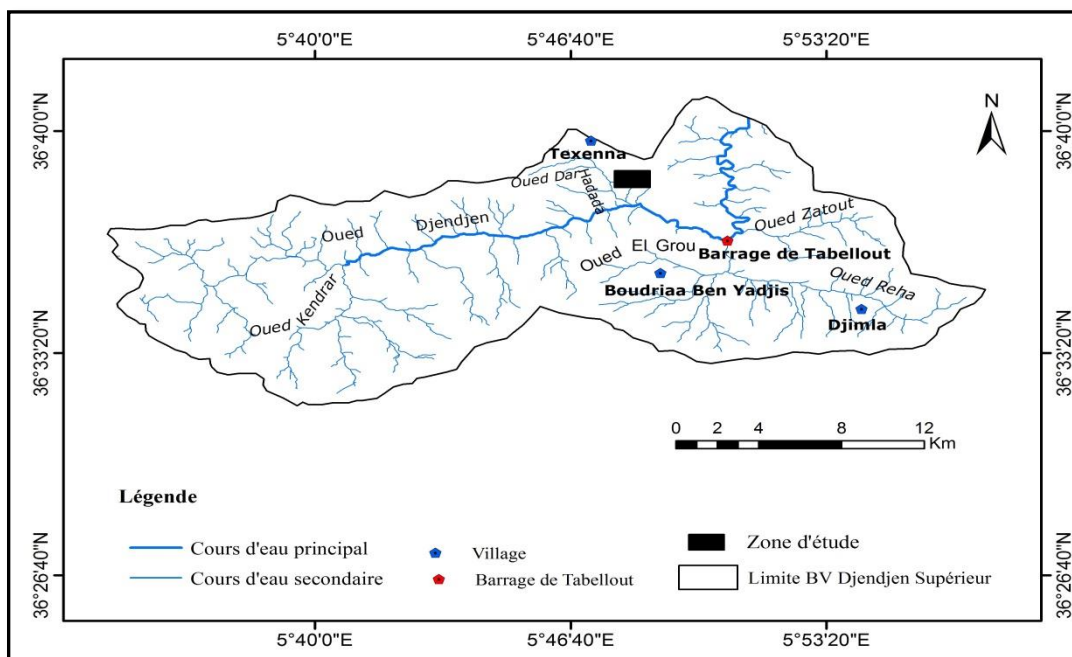 5°40'0"E
5°46'40"E
5°53'20"E
36°40'0"N
36°40'0"N
N
Texenna
Oued Dar
Hadada
Oued Djendjen
Oued Zatout
Oued El Grou
Barrage de Tabellout
Oued Kendrar
Boudriaa Ben Yadjis
Oued Reha
Djimla
36°33'20"N
36°33'20"N
0 2 4 8 12
Km
Légende
Cours d'eau principal
Village
Zone d'étude
Cours d'eau secondaire
Barrage de Tabellout
Limite BV Djendjen Supérieur
36°26'40"N
36°26'40"N
5°40'0"E
5°46'40"E
5°53'20"E